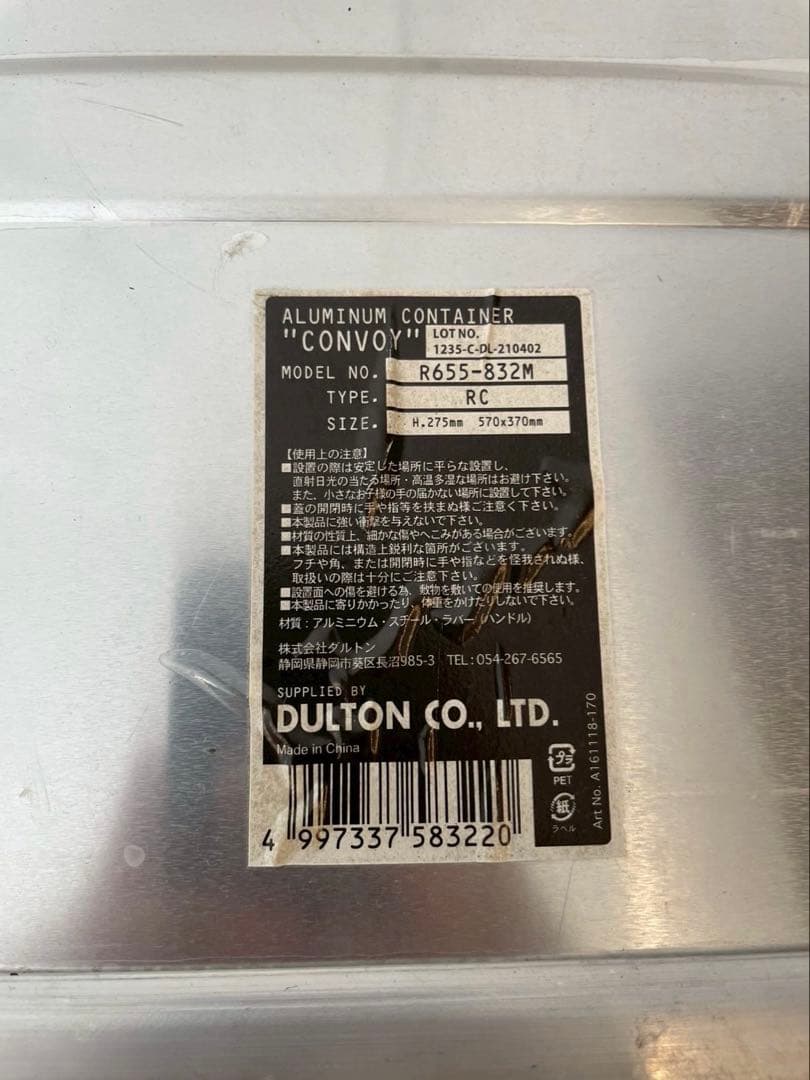 ALUMINUM CONTAINER
"CONVOY" LOT NO. 1235-C-DL-210402
MODEL NO. R655-832M
TYPE. RC
SIZE. H.275mm 570x370mm
【使用上の注意】
■設置の際は安定した場所に平らな設置し、
直射日光の当たる場所・高温多湿な場所はお避け下さい。
また、小さなお子様の手の届かない場所に設置して下さい。
■蓋の開閉時に手や指等を挟まぬ様ご注意ください。
■本製品に強い衝撃を与えないで下さい。
■材質の性質上、細かな傷やへこみがある場合がございます。
■本製品には構造上鋭利な箇所がございます。
フチや角、または開閉時に手や指などを怪我されぬ様、
取扱いの際は十分にご注意下さい。
■設置面への傷を避ける為、敷物を敷いての使用を推奨します。
■本製品に寄りかかったり、体重をかけたりしないで下さい。
材質：アルミニウム・スチール・ラバー（ハンドル）
株式会社ダルトン
静岡県静岡市葵区長沼985-3 TEL:054-267-6565
SUPPLIED BY
DULTON CO., LTD.
Made in China
プラ
PET
紙
ラベル
Art No. A161118-170
4 997337 583220